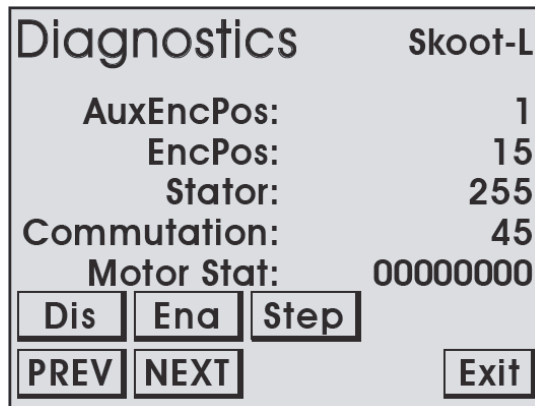 Diagnostics Skoot-L
AuxEncPos: 1
EncPos: 15
Stator: 255
Commutation: 45
Motor Stat: 00000000
Dis Ena Step
PREV NEXT Exit